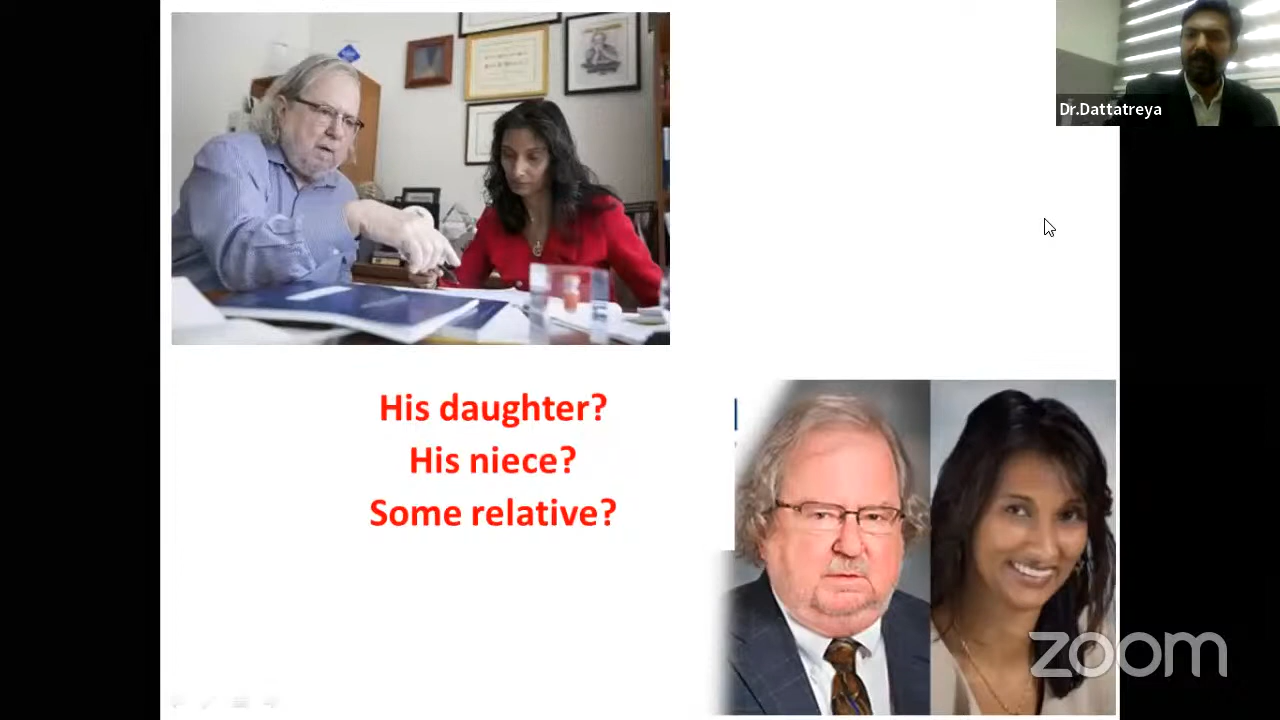 Dr.Dattatreya
His daughter?
His niece?
Some relative?
zoom